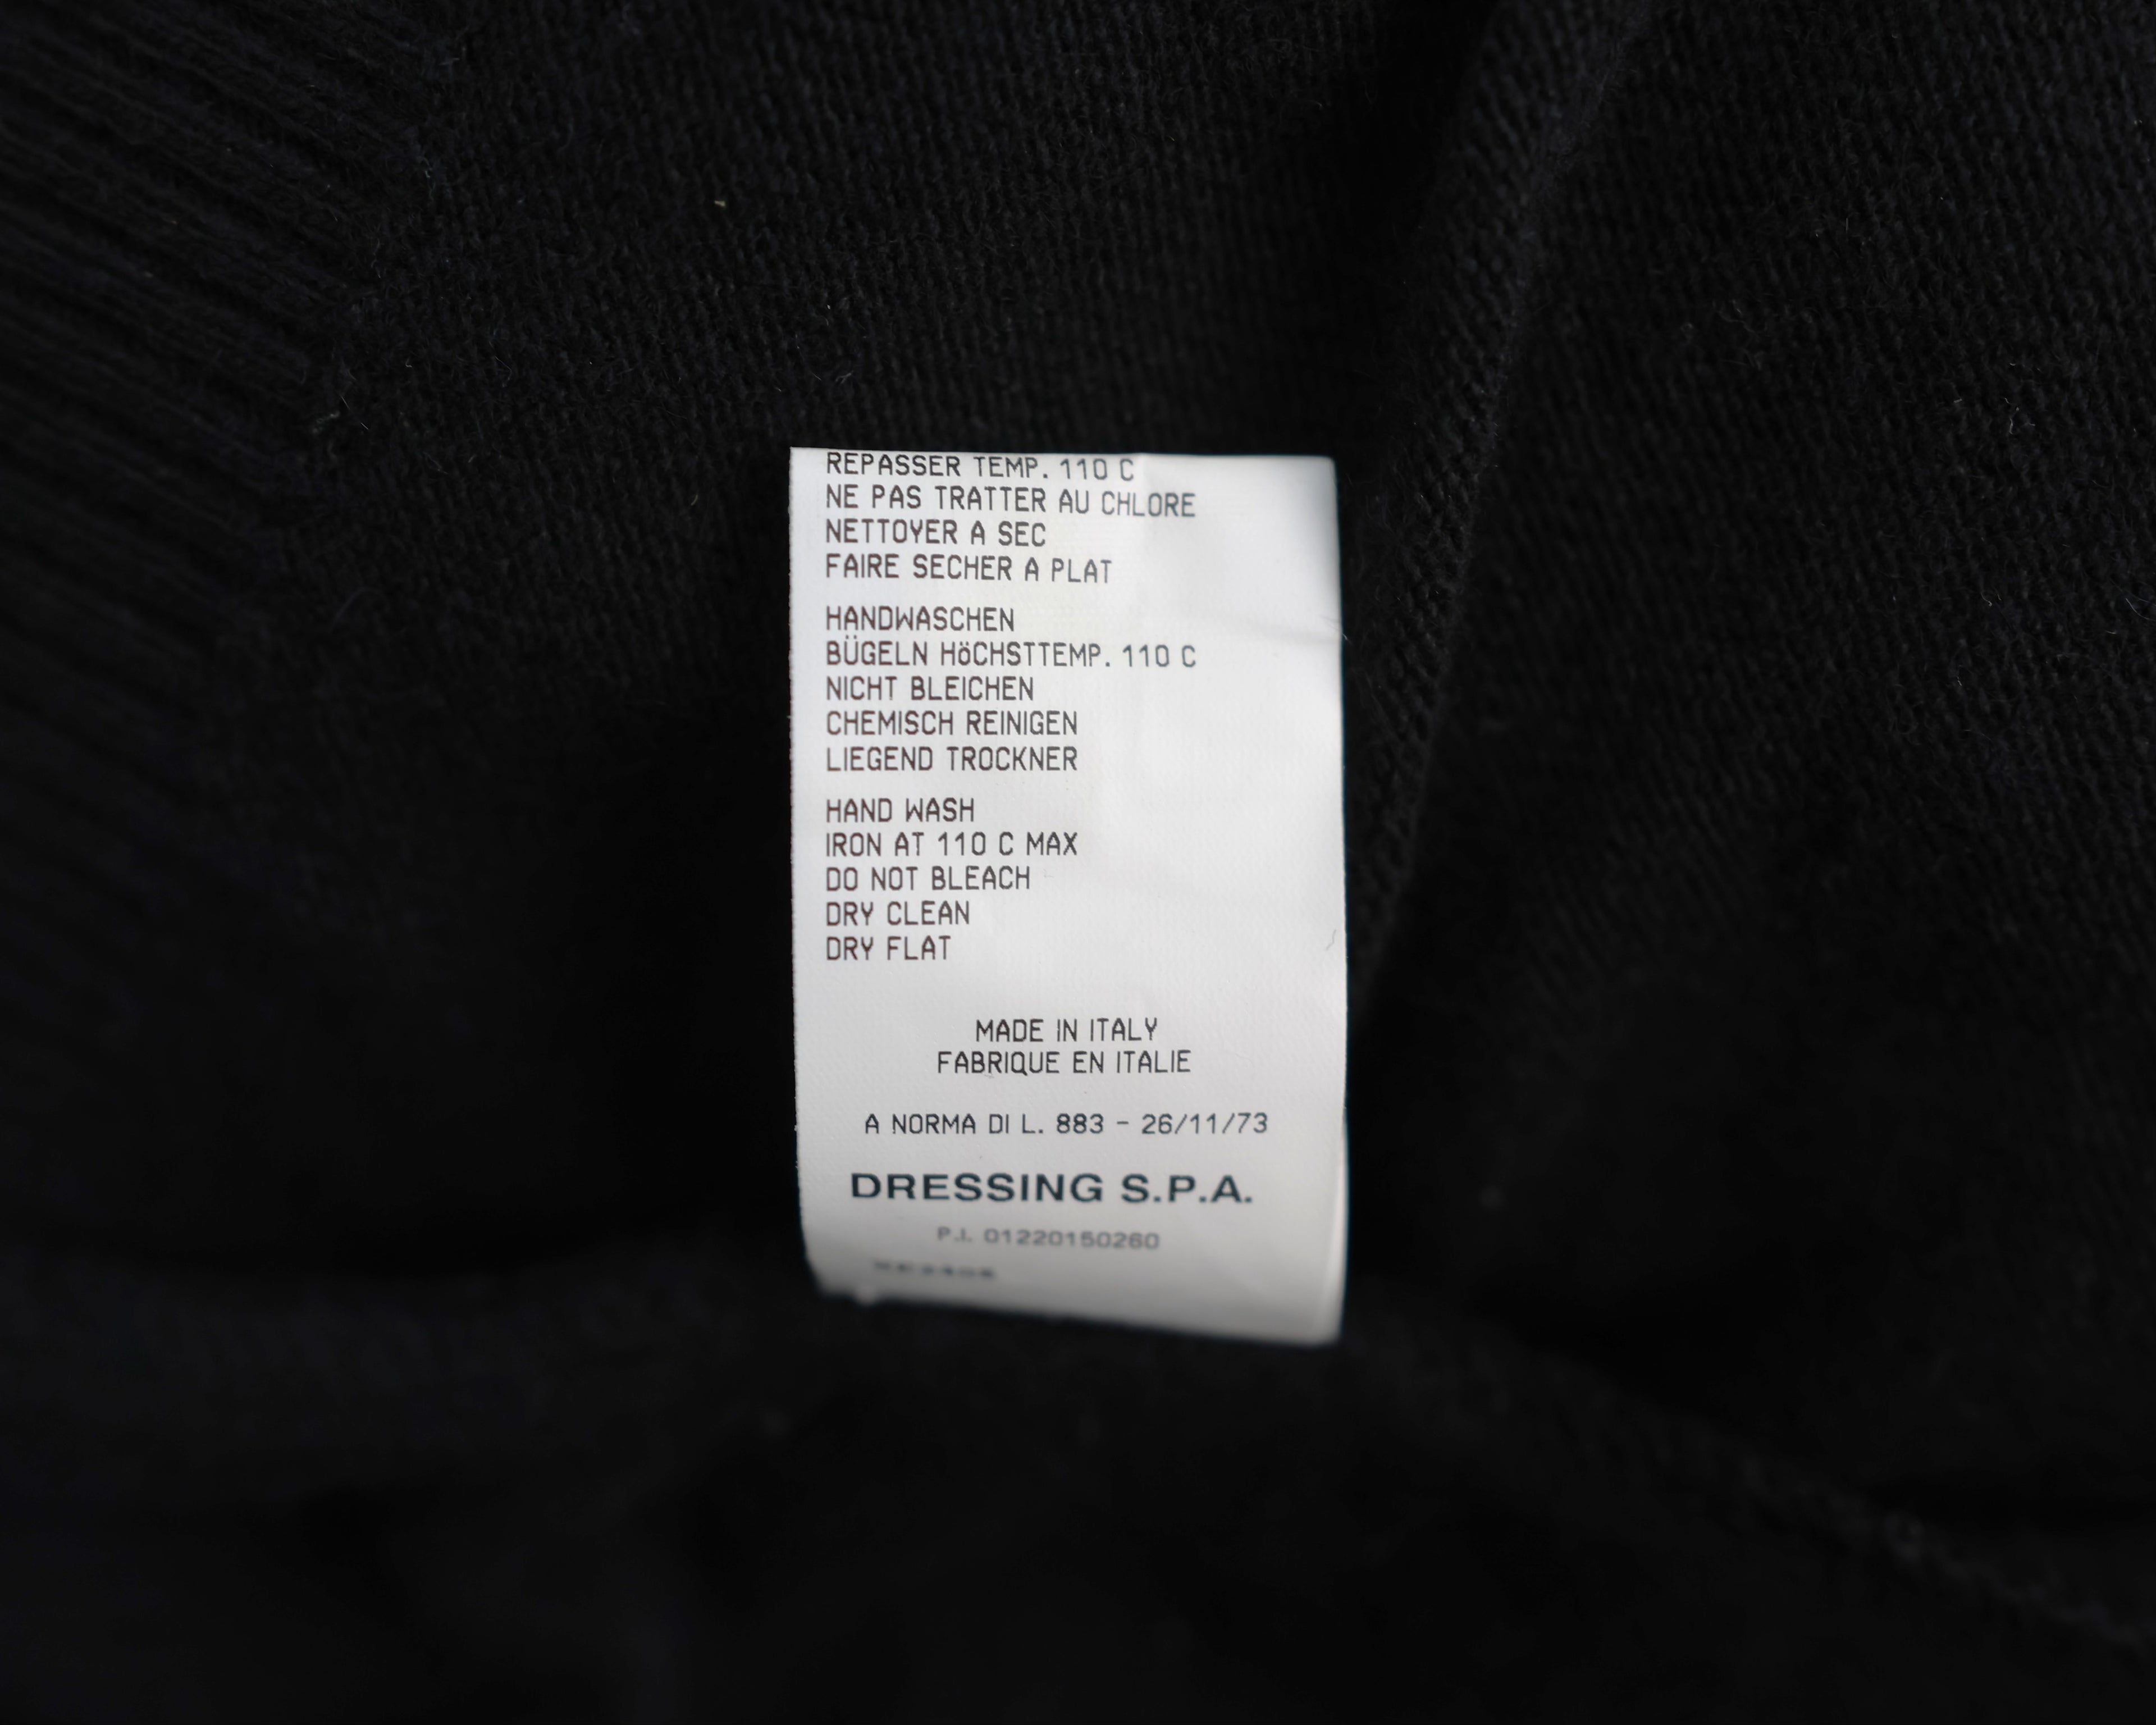 REPASSER TEMP. 110 C
NE PAS TRATTER AU CHLORE
NETTOYER A SEC
FAIRE SECHER A PLAT
HANDWASCHEN
BÜGELN HöCHSTTEMP. 110 C
NICHT BLEICHEN
CHEMISCH REINIGEN
LIEGEND TROCKNER
HAND WASH
IRON AT 110 C MAX
DO NOT BLEACH
DRY CLEAN
DRY FLAT
MADE IN ITALY
FABRIQUE EN ITALIE
A NORMA DI L. 883 - 26/11/73
DRESSING S.P.A.
P.I. 01220150260